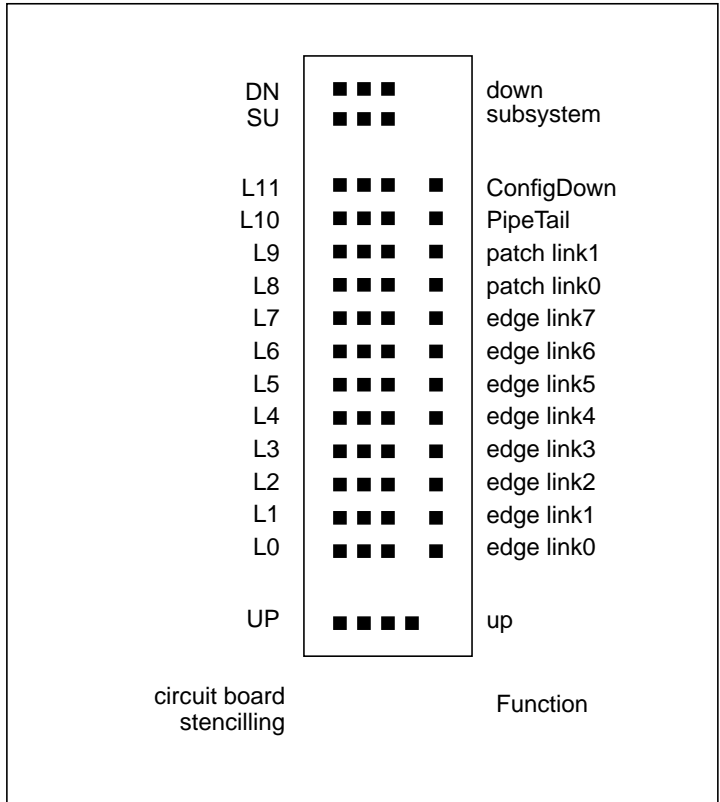 DN down
SU subsystem
L11 ConfigDown
L10 PipeTail
L9 patch link1
L8 patch link0
L7 edge link7
L6 edge link6
L5 edge link5
L4 edge link4
L3 edge link3
L2 edge link2
L1 edge link1
L0 edge link0
UP up
circuit board
stencilling
Function